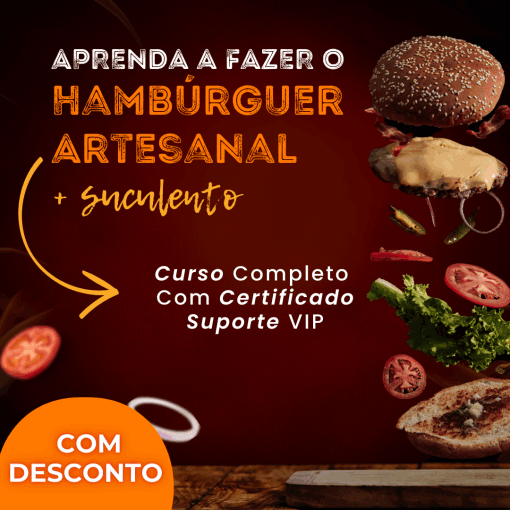 APRENDA A FAZER O
HAMBÚRGUER
ARTESANAL
+ suculento
Curso Completo
Com Certificado
Suporte VIP
COM
DESCONTO